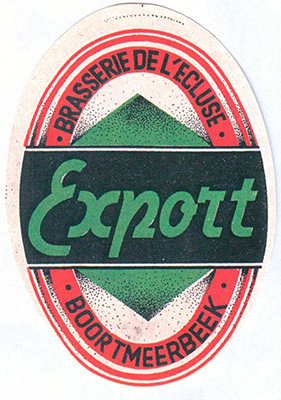 • BRASSERIE DE L'ECLUSE •
Export
• BOORTMEERBEEK •